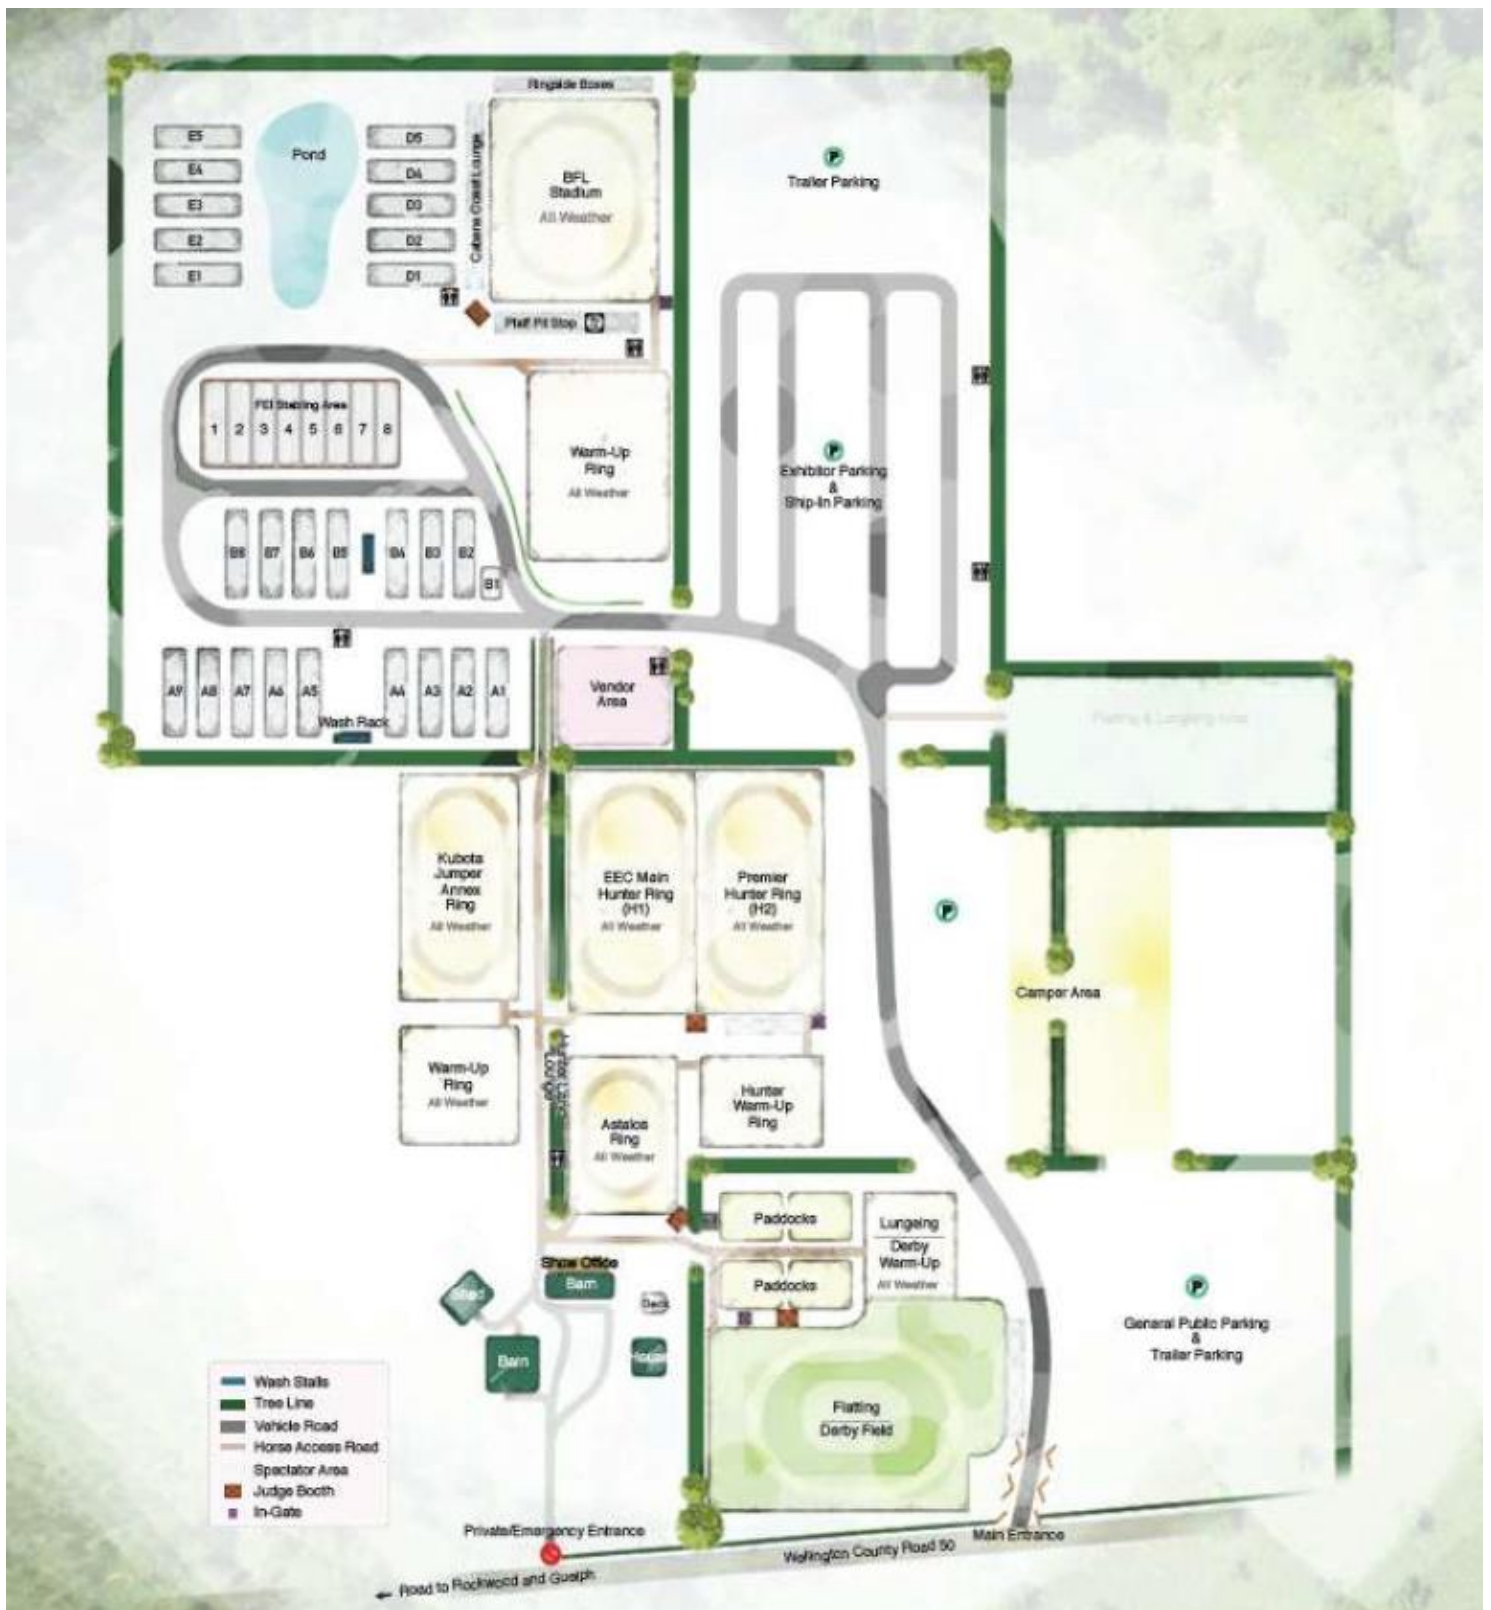 Ringside Boxes
Cabana Coast Lounge
BFL
Stadium
All Weather
Pond
E5
E4
E3
E2
E1
D5
D4
D3
D2
D1
P
Trailer Parking
Pfaff Pit Stop
FEI Stabling Area
1 2 3 4 5 6 7 8
Warm-Up
Ring
All Weather
P
Exhibitor Parking
&
Ship-In Parking
B8 B7 B6 B5 B4 B3 B2 B1
A9 A8 A7 A6 A5 A4 A3 A2 A1
Wash Rack
Vendor
Area
Flatting & Lungeing Area
Kubota
Jumper
Annex
Ring
All Weather
EEC Main
Hunter Ring
(H1)
All Weather
Premier
Hunter Ring
(H2)
All Weather
P
Camper Area
Warm-Up
Ring
All Weather
Lounge
Astalos
Ring
All Weather
Hunter
Warm-Up
Ring
Paddocks
Lungeing
Derby
Warm-Up
All Weather
Paddocks
Show Office
Barn
Shed
Deck
Barn
House
P
General Public Parking
&
Trailer Parking
Flatting
Derby Field
Wash Stalls
Tree Line
Vehicle Road
Horse Access Road
Spectator Area
Judge Booth
In-Gate
Private/Emergency Entrance
Main Entrance
Wellington County Road 50
Road to Rockwood and Guelph